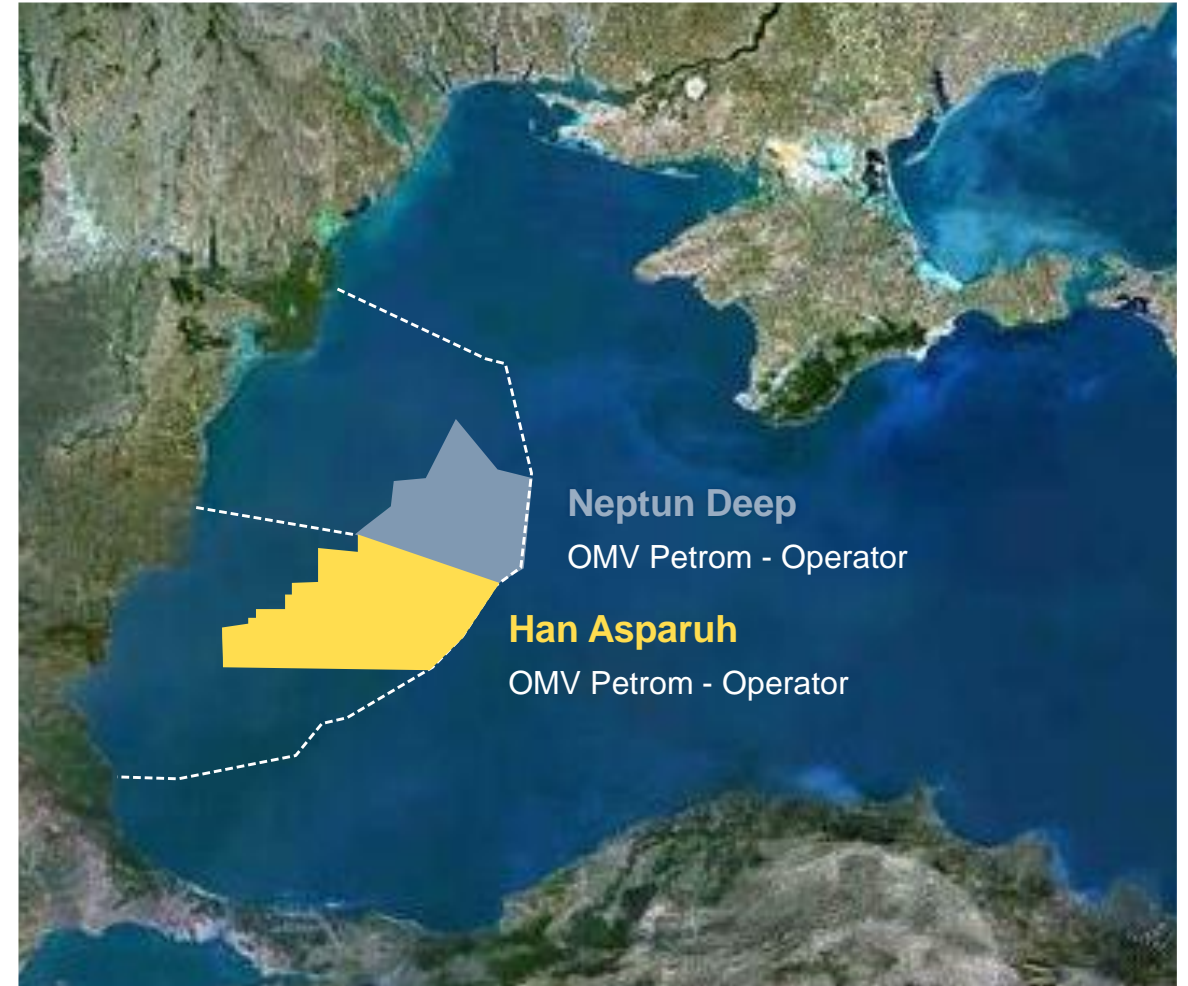 Neptun Deep
OMV Petrom - Operator
Han Asparuh
OMV Petrom - Operator